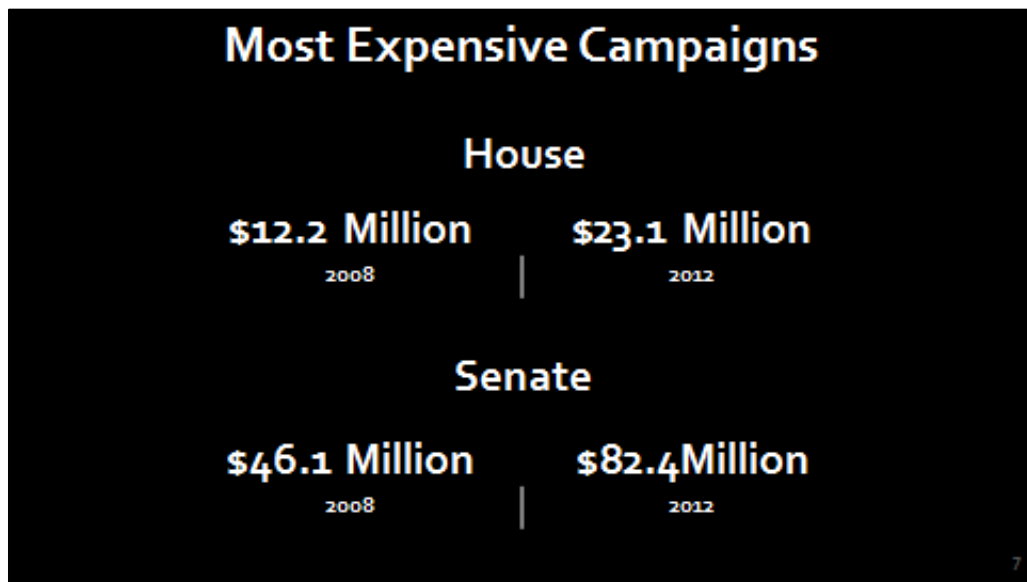 Most Expensive Campaigns
House
$12.2 Million $23.1 Million
2008 2012
Senate
$46.1 Million $82.4Million
2008 2012
7